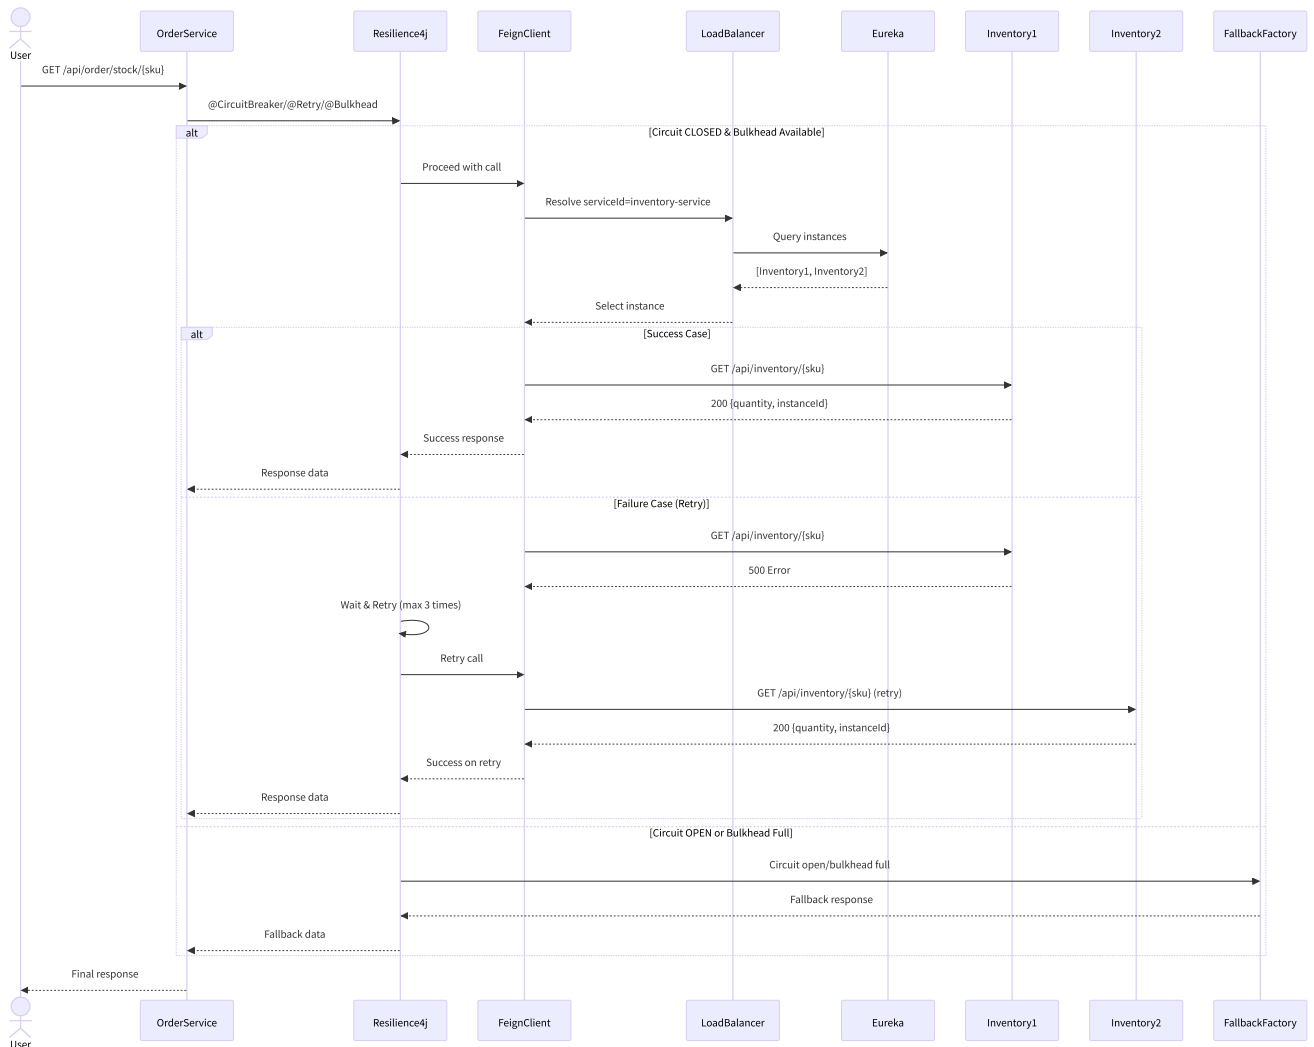 User
OrderService
Resilience4j
FeignClient
LoadBalancer
Eureka
Inventory1
Inventory2
FallbackFactory
GET /api/order/stock/{sku}
@CircuitBreaker/@Retry/@Bulkhead
alt
[Circuit CLOSED & Bulkhead Available]
Proceed with call
Resolve serviceId=inventory-service
Query instances
[Inventory1, Inventory2]
Select instance
alt
[Success Case]
GET /api/inventory/{sku}
200 {quantity, instanceId}
Success response
Response data
[Failure Case (Retry)]
GET /api/inventory/{sku}
500 Error
Wait & Retry (max 3 times)
Retry call
GET /api/inventory/{sku} (retry)
200 {quantity, instanceId}
Success on retry
Response data
[Circuit OPEN or Bulkhead Full]
Circuit open/bulkhead full
Fallback response
Fallback data
Final response
User
OrderService
Resilience4j
FeignClient
LoadBalancer
Eureka
Inventory1
Inventory2
FallbackFactory